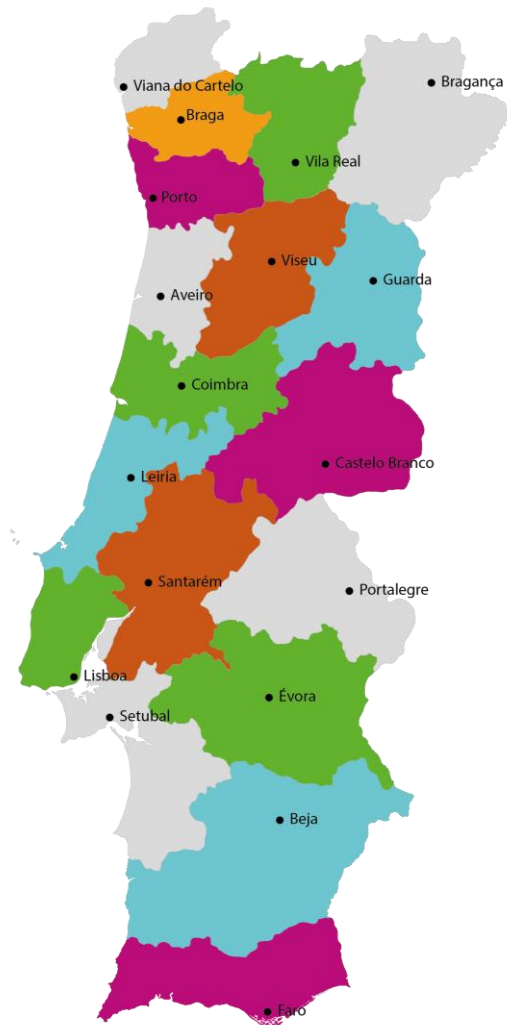 Viana do Cartelo
Bragança
Braga
Vila Real
Porto
Viseu
Guarda
Aveiro
Coimbra
Castelo Branco
Leiria
Santarém
Portalegre
Lisboa
Évora
Setubal
Beja
Faro